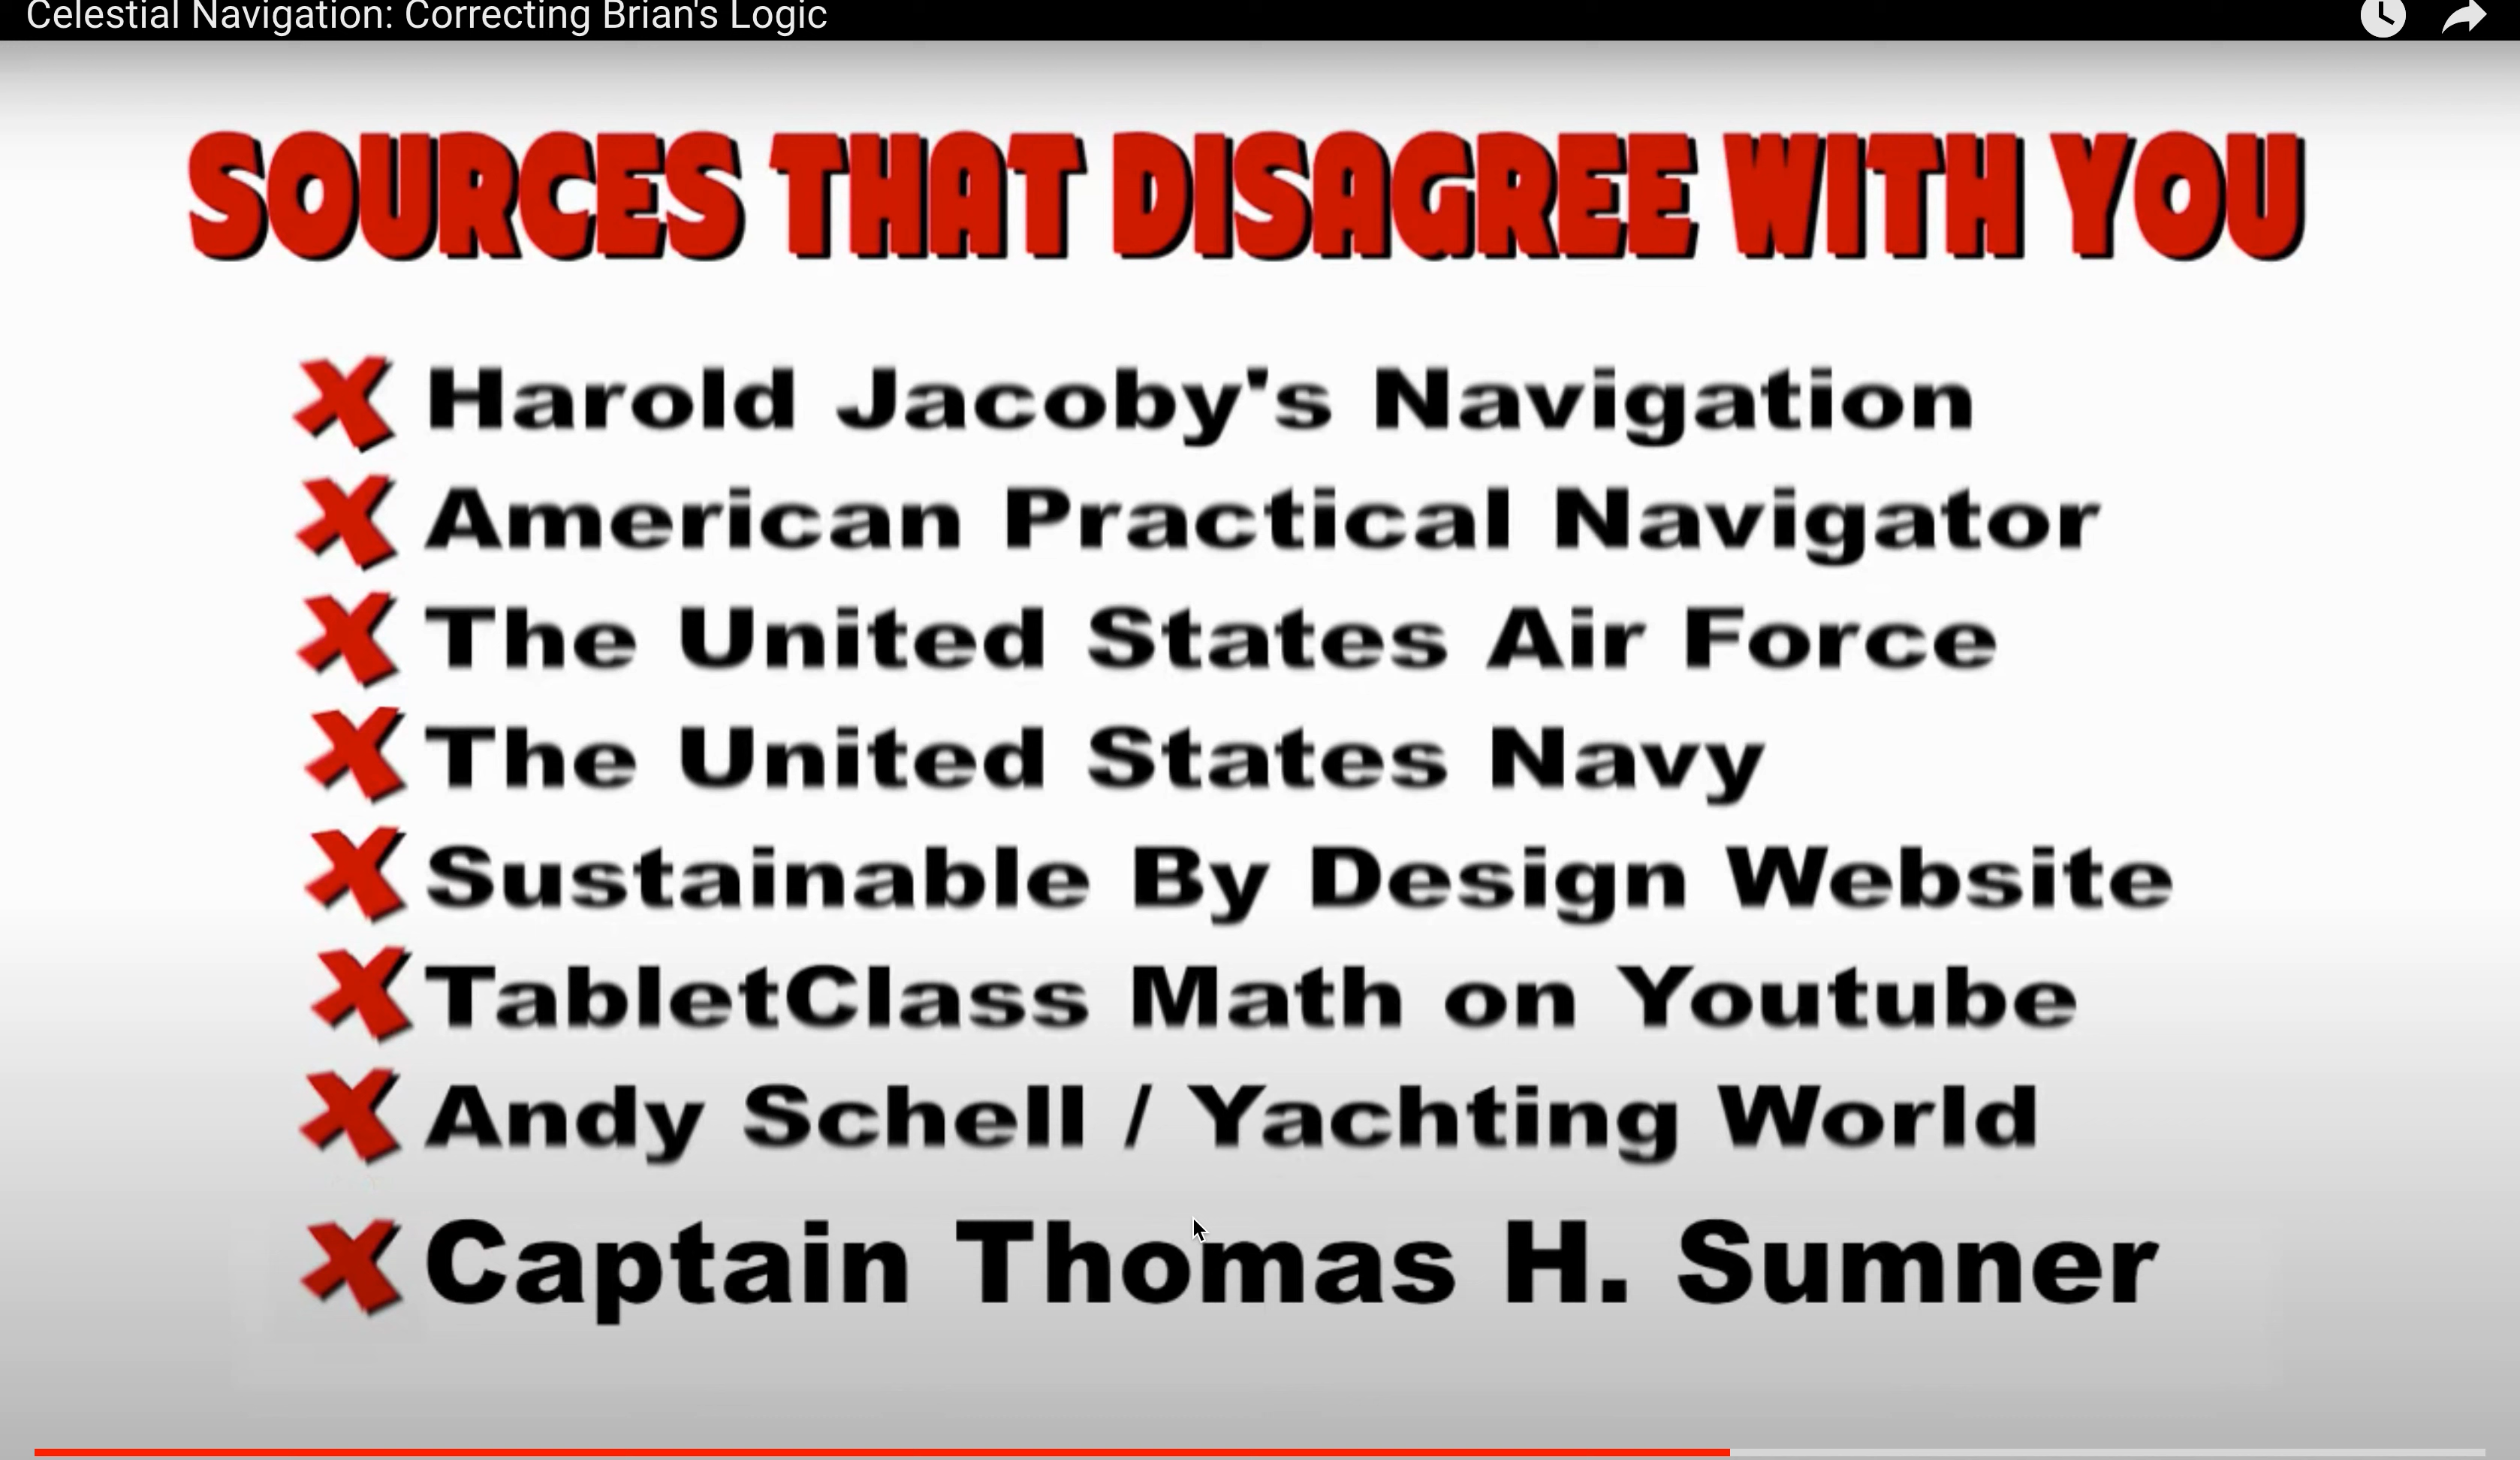 Celestial Navigation: Correcting Brian's Logic
SOURCES THAT DISAGREE WITH YOU
Harold Jacoby's Navigation
American Practical Navigator
The United States Air Force
The United States Navy
Sustainable By Design Website
TabletClass Math on Youtube
Andy Schell / Yachting World
Captain Thomas H. Sumner